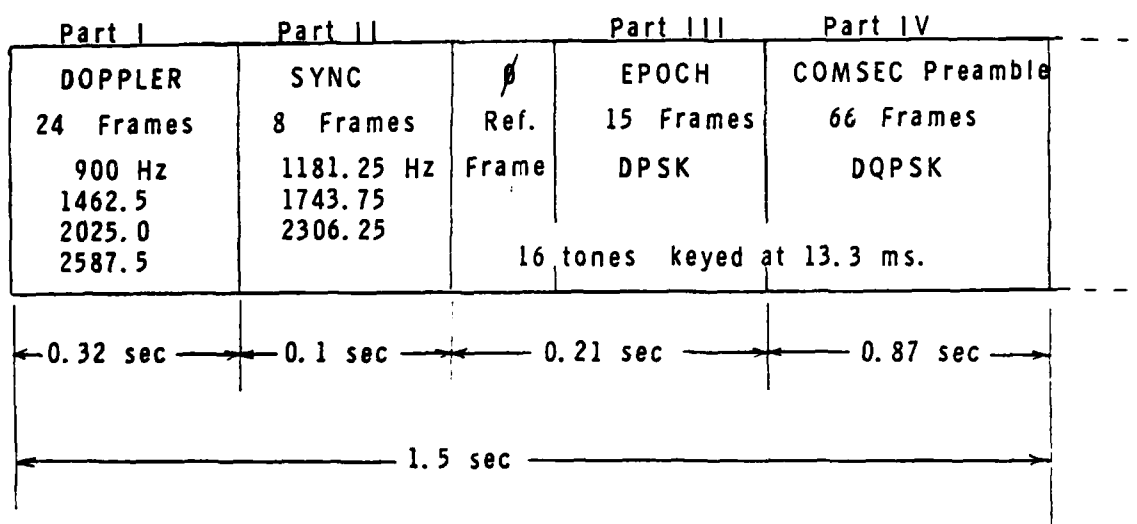 Part I Part II Part III Part IV
DOPPLER SYNC ϕ EPOCH COMSEC Preamble
24 Frames 8 Frames Ref. 15 Frames 66 Frames
900 Hz 1181.25 Hz Frame DPSK DQPSK
1462.5 1743.75
2025.0 2306.25
2587.5 16 tones keyed at 13.3 ms.
0.32 sec 0.1 sec 0.21 sec 0.87 sec
1.5 sec